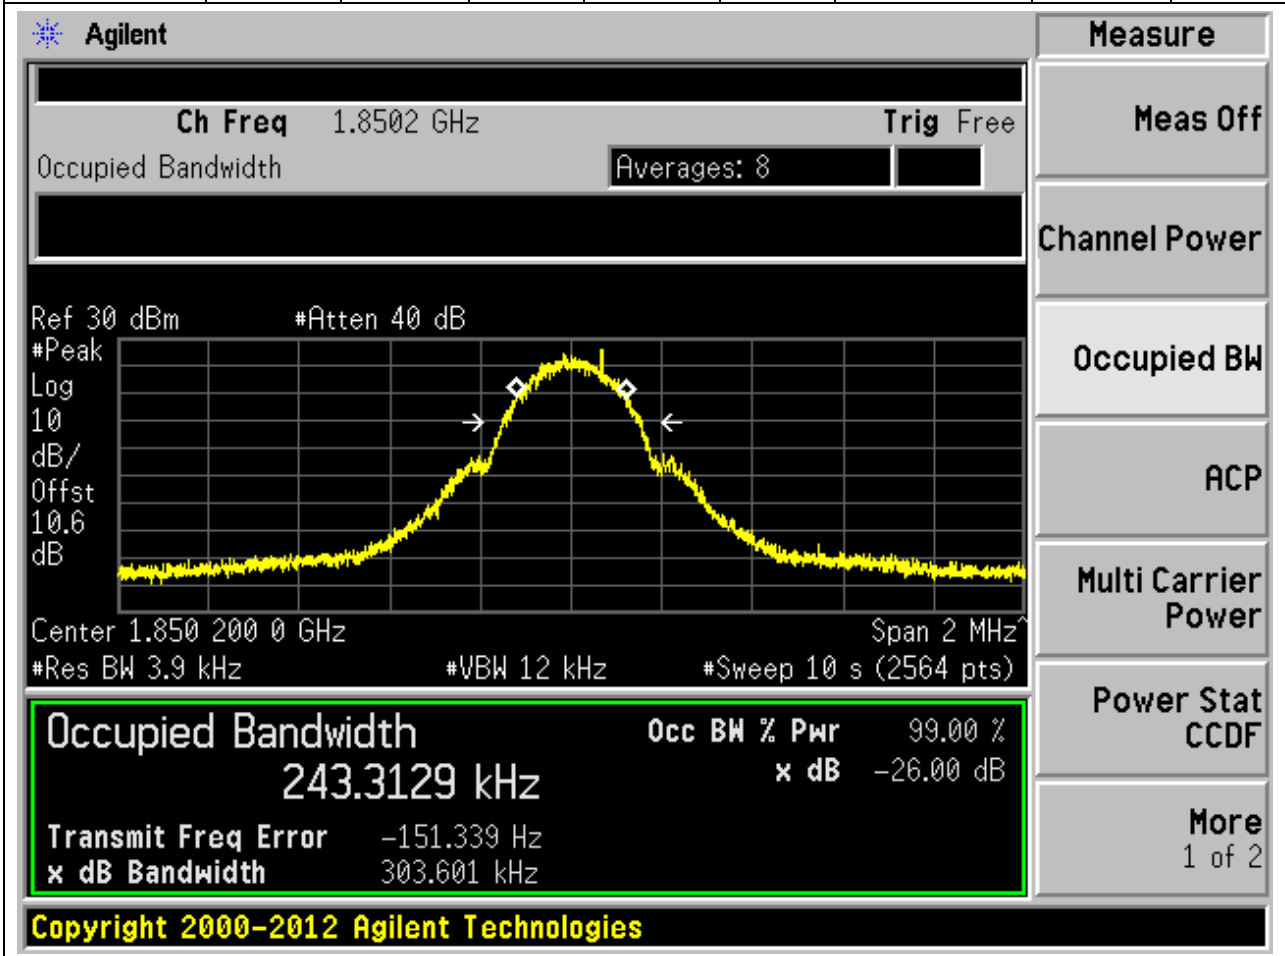 Agilent
Measure
Ch Freq 1.8502 GHz Trig Free
Occupied Bandwidth Averages: 8
Ref 30 dBm #Atten 40 dB
#Peak
Log
10
dB/
Offst
10.6
dB
Center 1.850 200 0 GHz Span 2 MHz^
#Res BW 3.9 kHz #VBW 12 kHz #Sweep 10 s (2564 pts)
Occupied Bandwidth Occ BW % Pwr 99.00 %
243.3129 kHz x dB -26.00 dB
Transmit Freq Error -151.339 Hz
x dB Bandwidth 303.601 kHz
Copyright 2000-2012 Agilent Technologies
Meas Off
Channel Power
Occupied BW
ACP
Multi Carrier
Power
Power Stat
CCDF
More
1 of 2